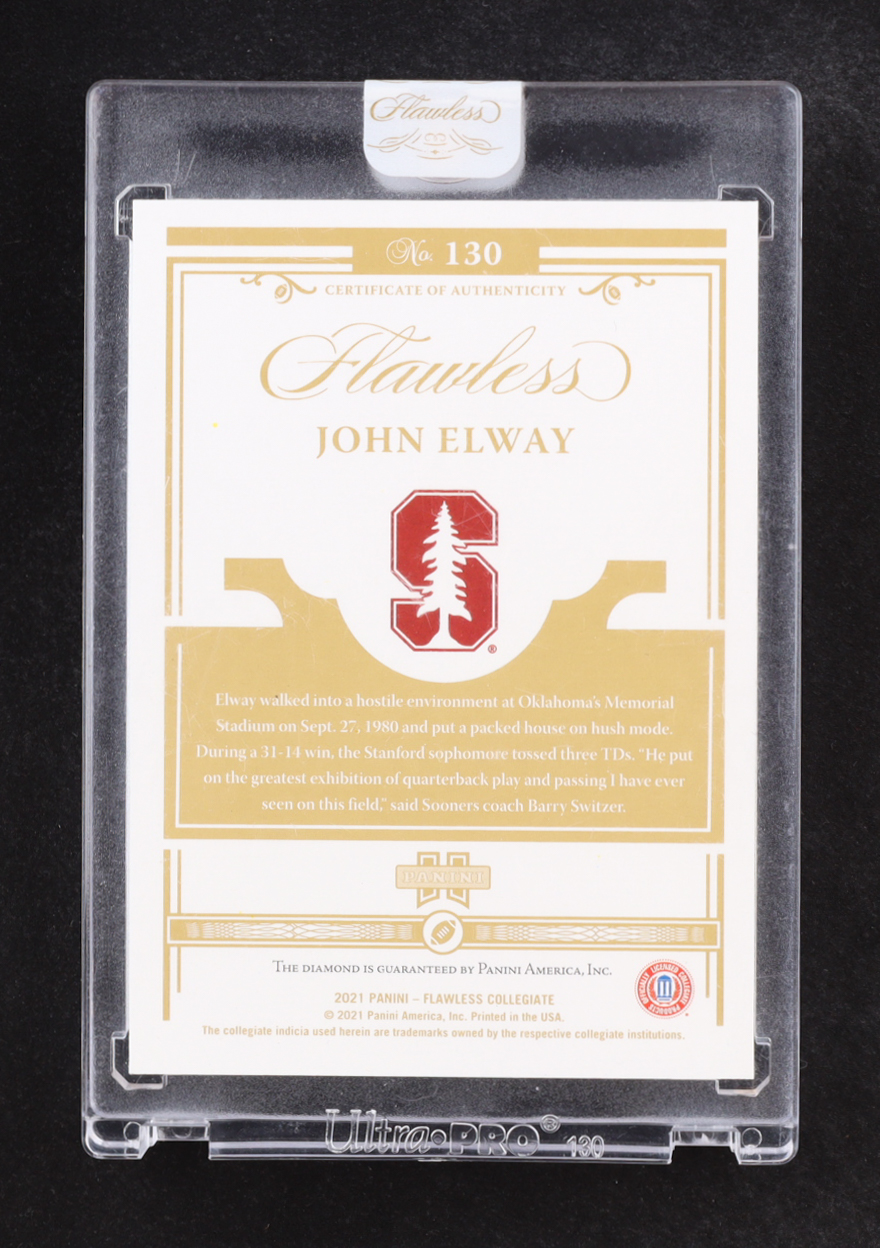 Flawless
No. 130
CERTIFICATE OF AUTHENTICITY
Flawless
JOHN ELWAY
S
®
Elway walked into a hostile environment at Oklahoma's Memorial
Stadium on Sept. 27, 1980 and put a packed house on hush mode.
During a 31-14 win, the Stanford sophomore tossed three TDs. "He put
on the greatest exhibition of quarterback play and passing I have ever
seen on this field," said Sooners coach Barry Switzer.
PANINI
The diamond is guaranteed by Panini America, Inc.
OFFICIALLY LICENSED COLLEGIATE PRODUCTS
2021 PANINI – FLAWLESS COLLEGIATE
© 2021 Panini America, Inc. Printed in the USA.
The collegiate indicia used herein are trademarks owned by the respective collegiate institutions.
Ultra•PRO® 130